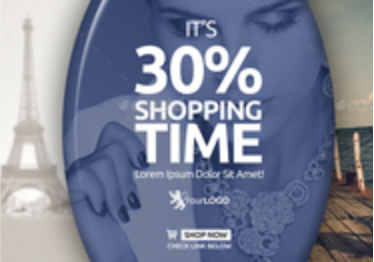 IT'S
30%
SHOPPING
TIME
Lorem Ipsum Dolor Sit Amet!
YourLOGO
SHOP NOW
CHECK LINK BELOW